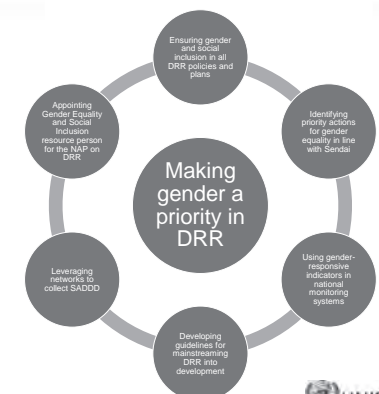 Ensuring gender
and social
inclusion in all
DRR policies and
plans
Identifying
priority actions
for gender
equality in line
with Sendai
Using gender-
responsive
indicators in
national
monitoring
systems
Developing
guidelines for
mainstreaming
DRR into
development
Leveraging
networks to
collect SADDD
Appointing
Gender Equality
and Social
Inclusion
resource person
for the NAP on
DRR
Making
gender a
priority in
DRR